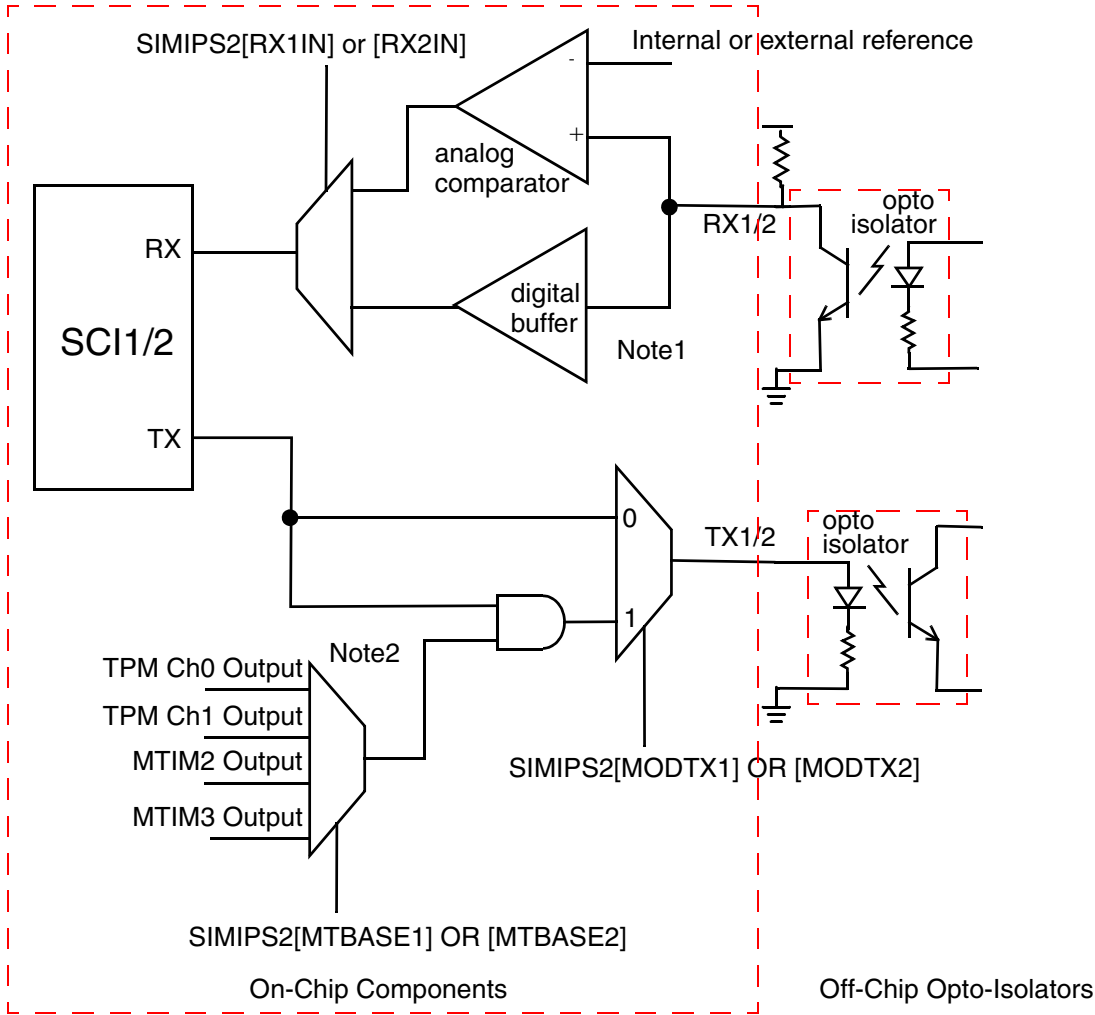 SIMIPS2[RX1IN] or [RX2IN]
Internal or external reference
-
+
analog
comparator
RX1/2
opto
isolator
RX
digital
buffer
SCI1/2
Note1
TX
0
TX1/2
opto
isolator
1
Note2
TPM Ch0 Output
TPM Ch1 Output
MTIM2 Output
MTIM3 Output
SIMIPS2[MODTX1] OR [MODTX2]
SIMIPS2[MTBASE1] OR [MTBASE2]
On-Chip Components
Off-Chip Opto-Isolators